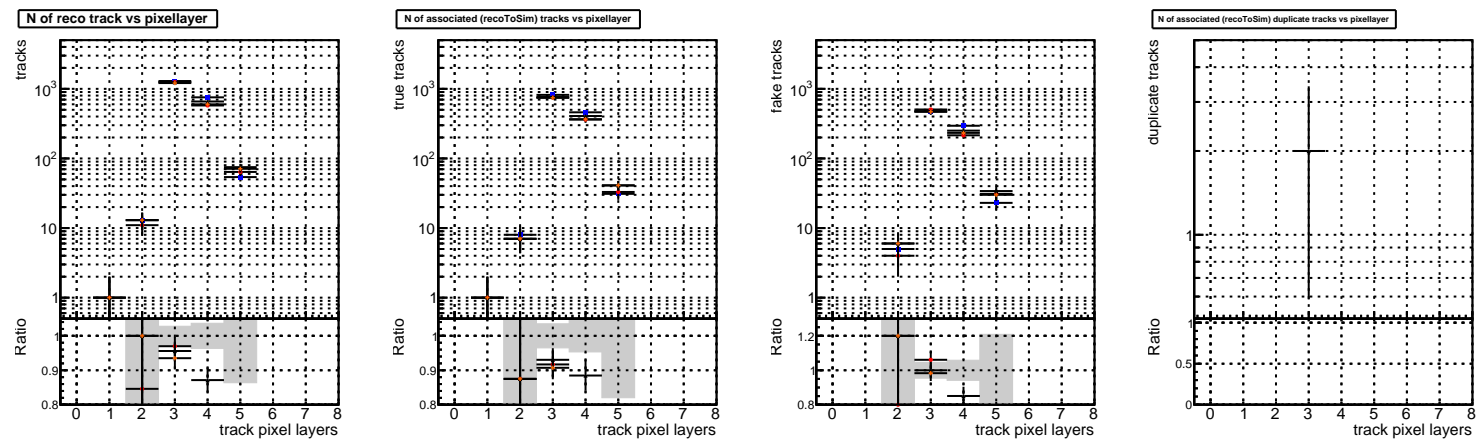 N of reco track vs pixellayer
tracks
10³
10²
10
1
Ratio
1
0.9
0.8
0 1 2 3 4 5 6 7 8
track pixel layers
N of associated (recoToSim) tracks vs pixellayer
true tracks
10³
10²
10
1
Ratio
1
0.9
0.8
0 1 2 3 4 5 6 7 8
track pixel layers
fake tracks
10³
10²
10
1
Ratio
1.2
1
0.8
0 1 2 3 4 5 6 7 8
track pixel layers
N of associated (recoToSim) duplicate tracks vs pixellayer
duplicate tracks
1
Ratio
1
0.5
0
0 1 2 3 4 5 6 7 8
track pixel layers